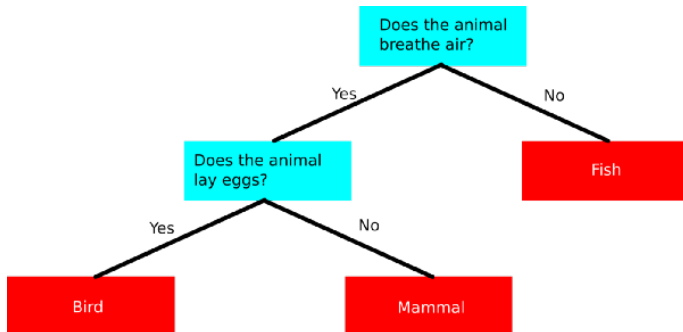 Does the animal
breathe air?
Yes
No
Does the animal
lay eggs?
Fish
Yes
No
Bird
Mammal